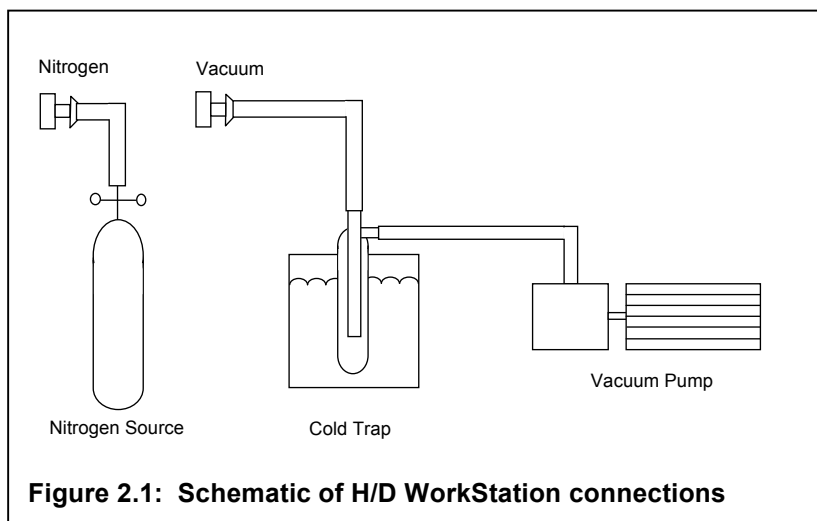 Nitrogen
Vacuum
Vacuum Pump
Nitrogen Source
Cold Trap
Figure 2.1: Schematic of H/D WorkStation connections